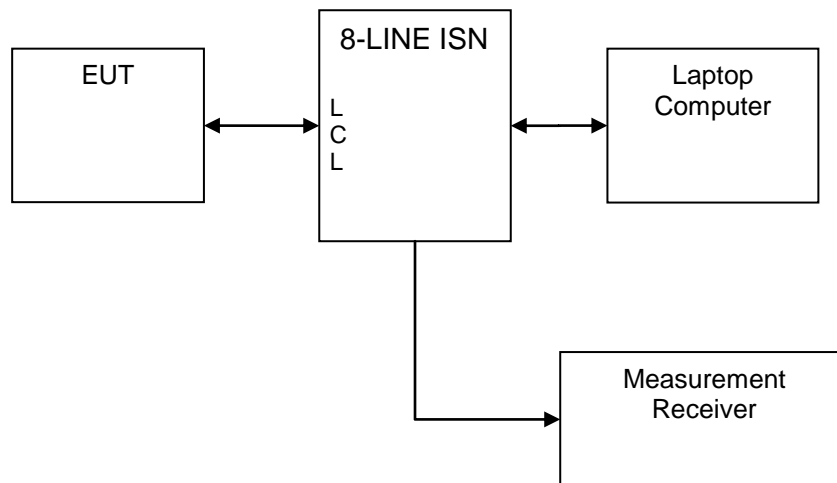 8-LINE ISN
EUT
L
C
L
Laptop
Computer
Measurement
Receiver